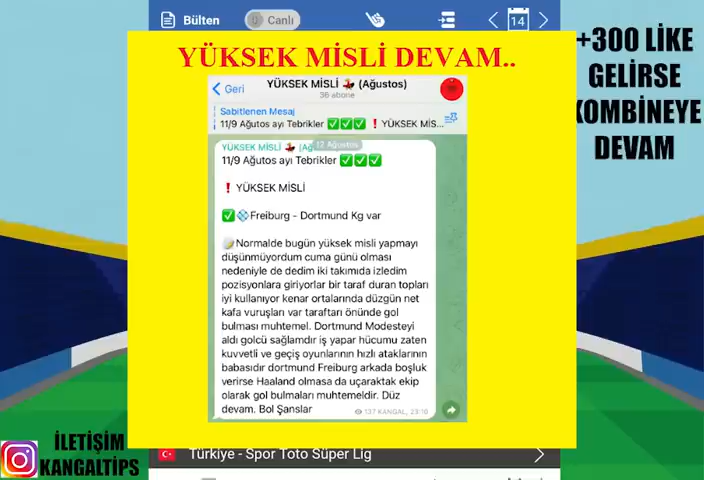 Bülten
Canlı
14
YÜKSEK MİSLİ DEVAM..
+300 LİKE
GELİRSE
KOMBİNEYE
DEVAM
Geri
YÜKSEK MİSLİ 💃 (Ağustos)
36 abone
Sabitlenen Mesaj
11/9 Ağutos ayı Tebrikler ✅✅✅ ❗YÜKSEK MİS...
12 Ağustos
YÜKSEK MİSLİ 💃 (Ağ
11/9 Ağutos ayı Tebrikler ✅✅✅
❗ YÜKSEK MİSLİ
✅💠Freiburg - Dortmund Kg var
📝Normalde bugün yüksek misli yapmayı
düşünmüyordum cuma günü olması
nedeniyle de dedim iki takımıda izledim
pozisyonlara giriyorlar bir taraf duran topları
iyi kullanıyor kenar ortalarında düzgün net
kafa vuruşları var taraftarı önünde gol
bulması muhtemel. Dortmund Modesteyi
aldı golcü sağlamdır iş yapar hücumu zaten
kuvvetli ve geçiş oyunlarının hızlı ataklarının
babasıdır dortmund Freiburg arkada boşluk
verirse Haaland olmasa da uçaraktak ekip
olarak gol bulmaları muhtemeldir. Düz
devam. Bol Şanslar
137 KANGAL, 23:10
İLETİŞİM
KANGALTİPS
Türkiye - Spor Toto Süper Lig